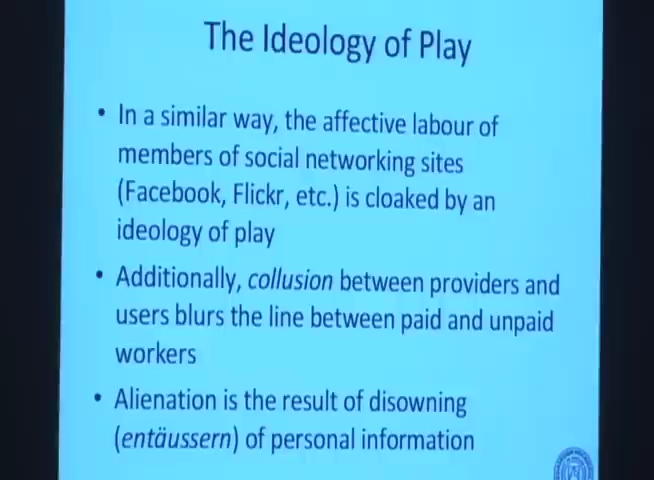 The Ideology of Play
• In a similar way, the affective labour of
members of social networking sites
(Facebook, Flickr, etc.) is cloaked by an
ideology of play
• Additionally, collusion between providers and
users blurs the line between paid and unpaid
workers
• Alienation is the result of disowning
(entäussern) of personal information